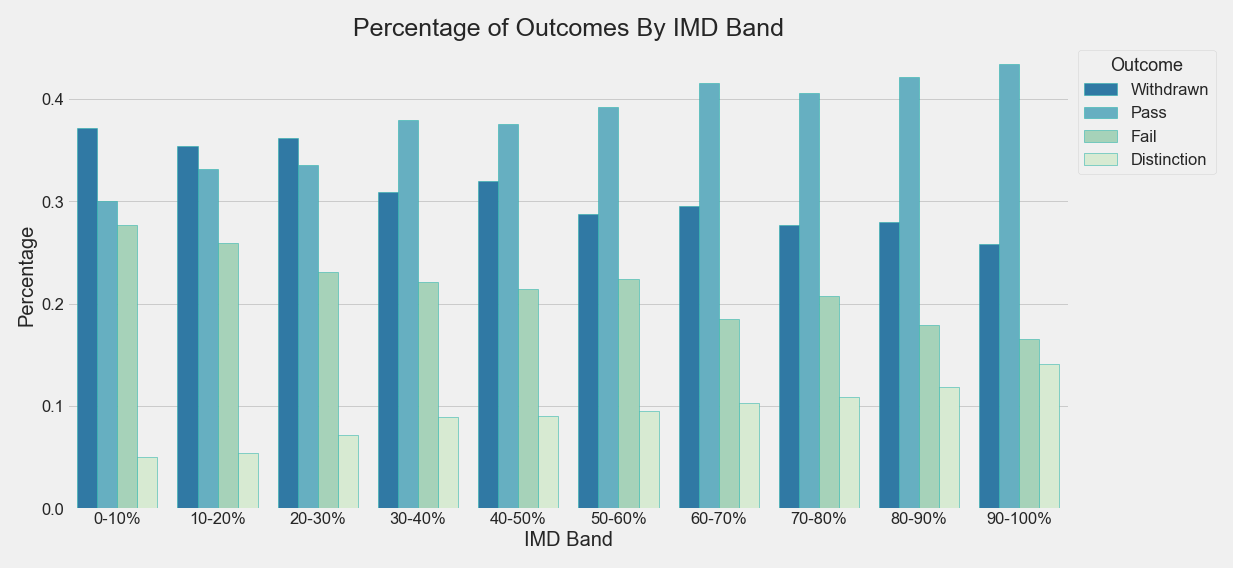 Percentage of Outcomes By IMD Band
Outcome
Withdrawn
Pass
Fail
Distinction
Percentage
0.4
0.3
0.2
0.1
0.0
0-10% 10-20% 20-30% 30-40% 40-50% 50-60% 60-70% 70-80% 80-90% 90-100%
IMD Band